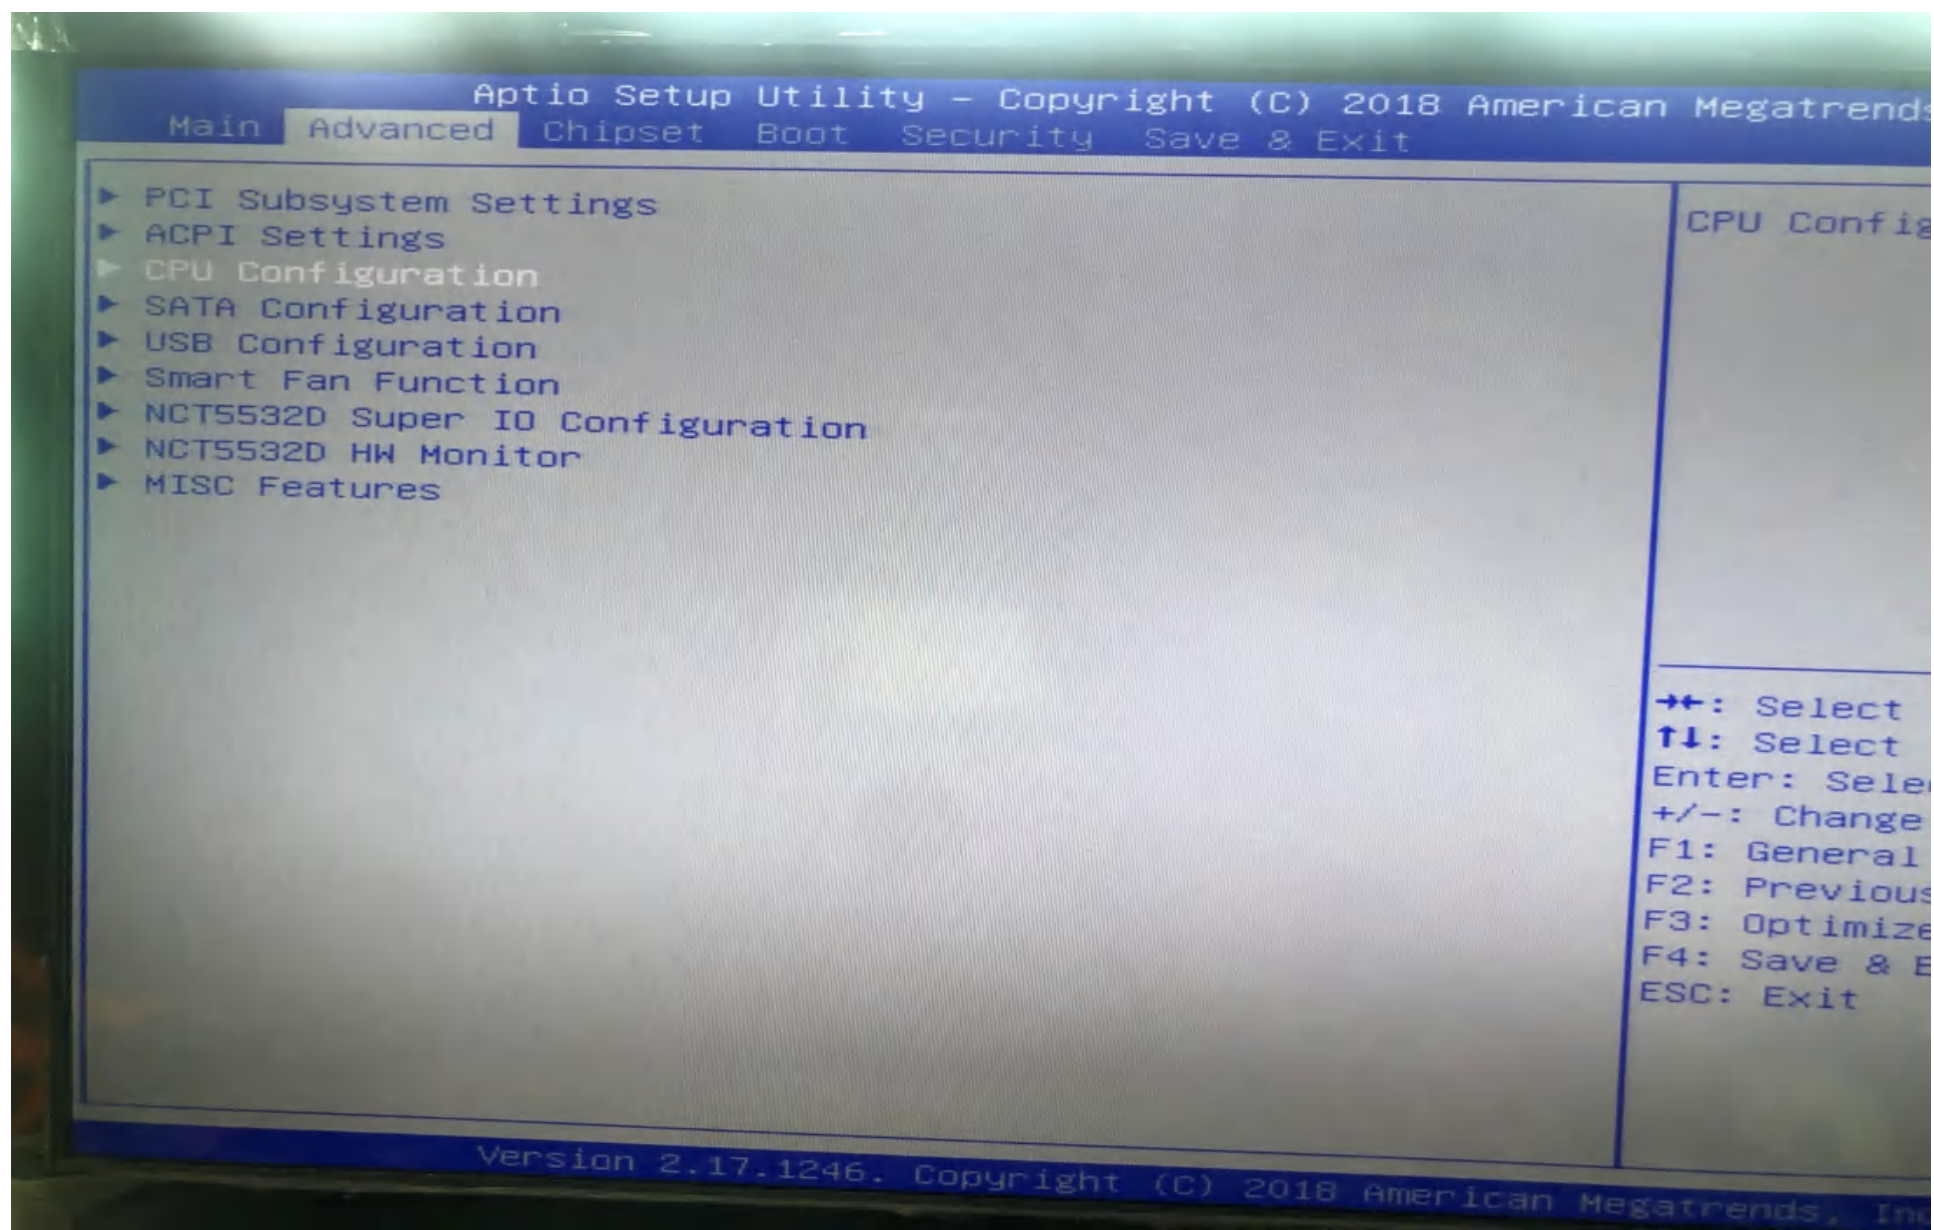 Aptio Setup Utility – Copyright (C) 2018 American Megatrends
Main Advanced Chipset Boot Security Save & Exit
► PCI Subsystem Settings
► ACPI Settings
► CPU Configuration
► SATA Configuration
► USB Configuration
► Smart Fan Function
► NCT5532D Super IO Configuration
► NCT5532D HW Monitor
► MISC Features
CPU Config
→←: Select
↑↓: Select
Enter: Sele
+/-: Change
F1: General
F2: Previous
F3: Optimize
F4: Save & E
ESC: Exit
Version 2.17.1246. Copyright (C) 2018 American Megatrends, Inc